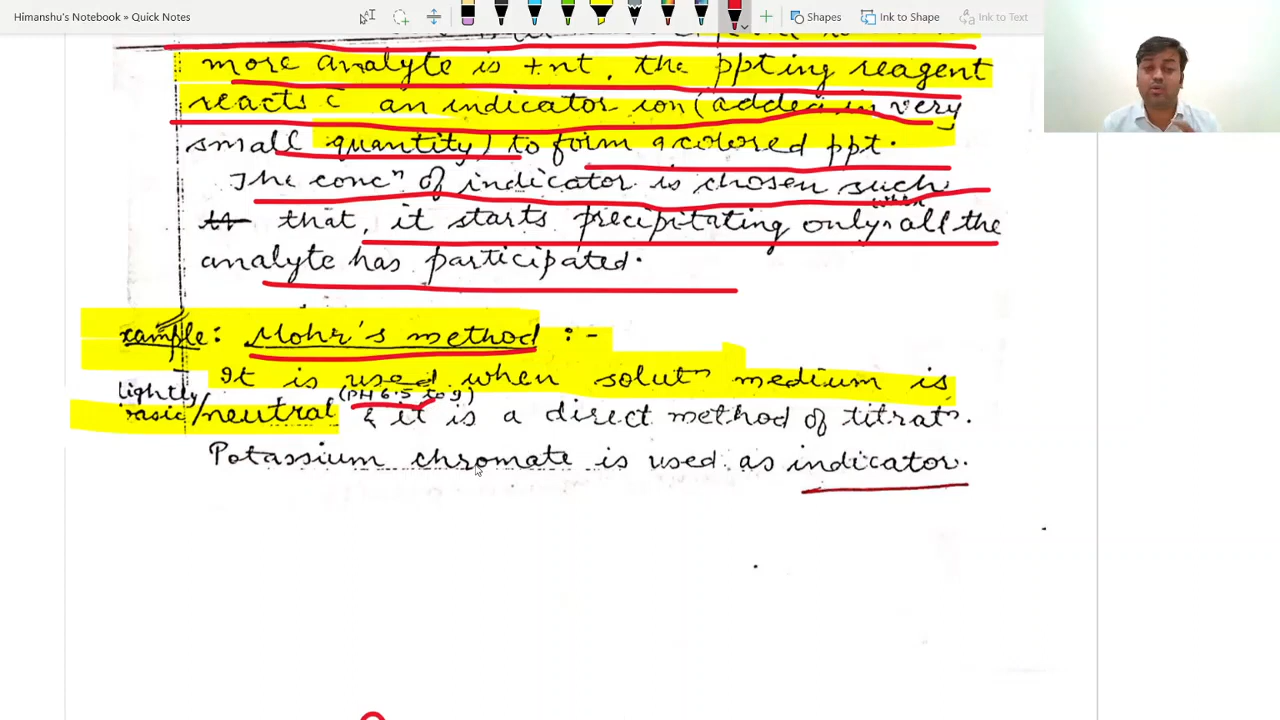 Himanshu's Notebook » Quick Notes
Shapes
Ink to Shape
Ink to Text
more analyte is +nt, the ppting reagent
reacts c̄ an indicator ion (added in very
small quantity) to form a colored ppt.
The concⁿ of indicator is chosen such
when
that, it starts precipitating only all the
analyte has participated.
xample: Mohr's method :-
It is used when solutⁿ medium is
lightly (PH 6.5 to 9)
basic/neutral & it is a direct method of titratⁿ.
Potassium chromate is used as indicator.